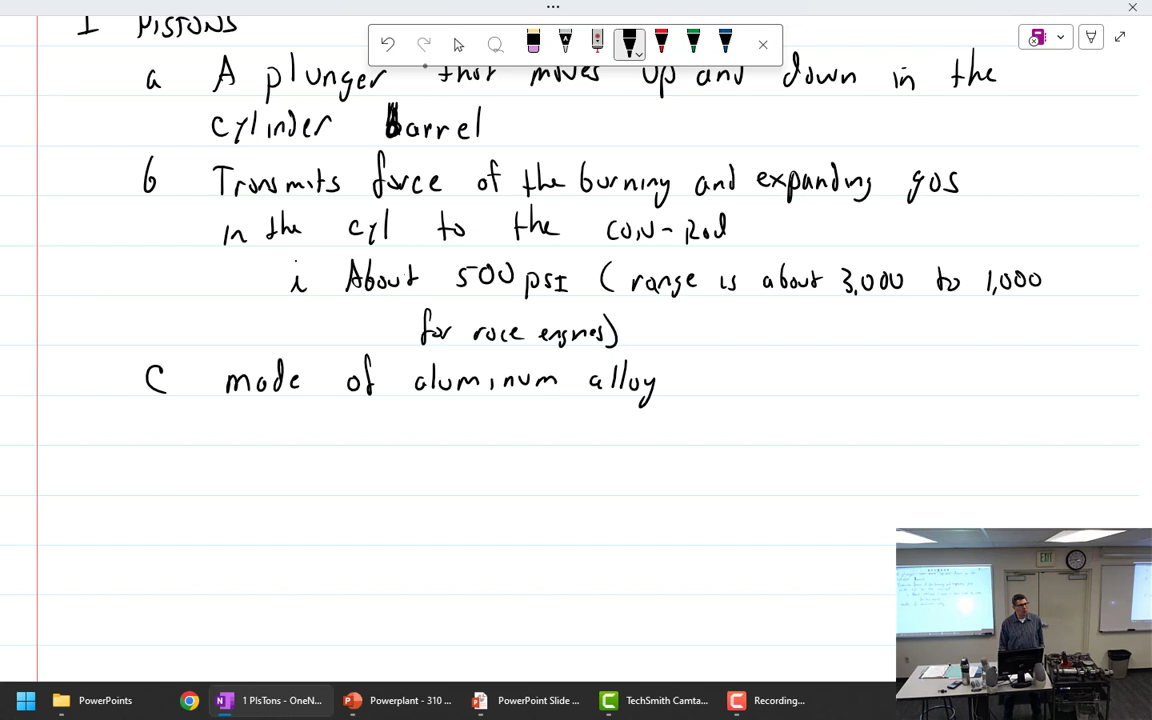 I PISTONS
a A plunger that moves up and down in the
cylinder barrel
b Transmits force of the burning and expanding gas
in the cyl to the con-rod
i About 500 psi (range is about 3,000 to 1,000
for race engines)
C made of aluminum alloy
EXIT
PowerPoints
1 PIsTons - OneN...
Powerplant - 310 ...
PowerPoint Slide ...
TechSmith Camta...
Recording...